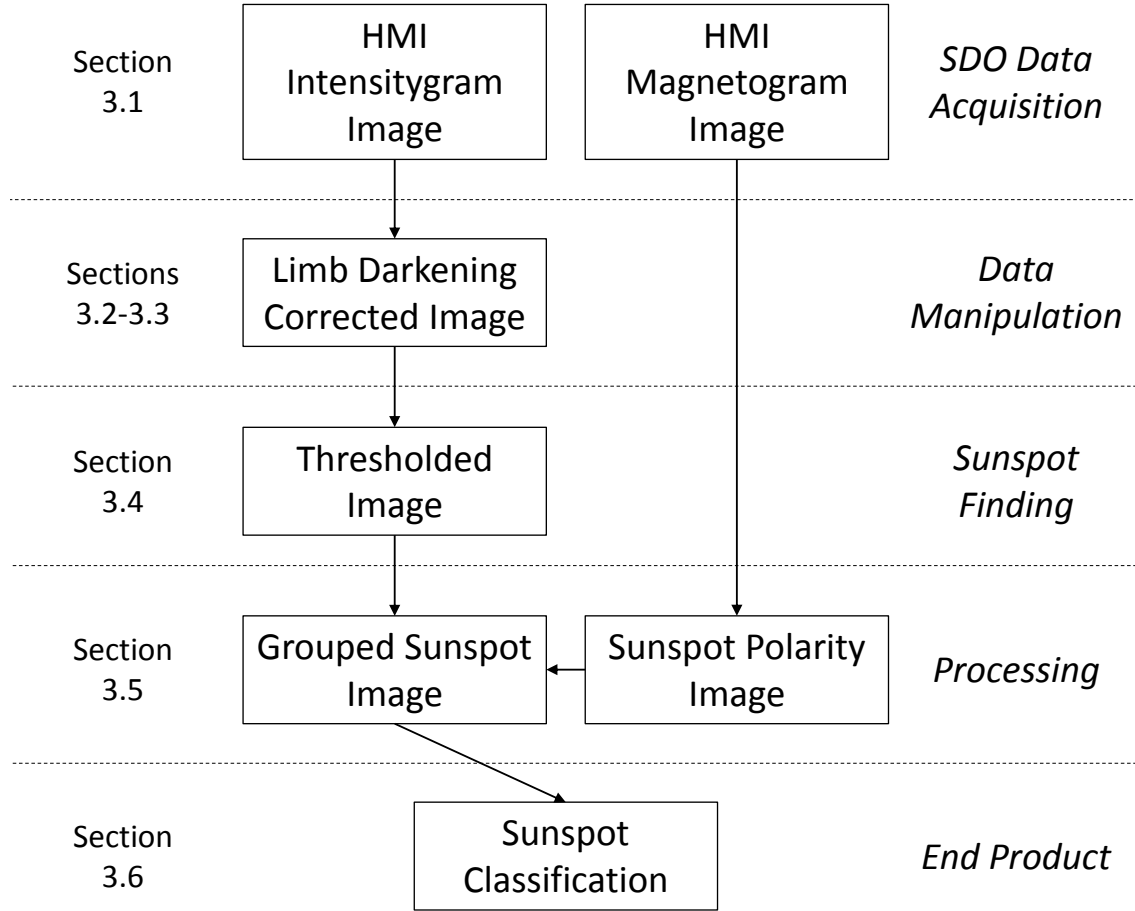 Section
3.1
HMI
Intensitygram
Image
HMI
Magnetogram
Image
SDO Data
Acquisition
Sections
3.2-3.3
Limb Darkening
Corrected Image
Data
Manipulation
Section
3.4
Thresholded
Image
Sunspot
Finding
Section
3.5
Grouped Sunspot
Image
Sunspot Polarity
Image
Processing
Section
3.6
Sunspot
Classification
End Product